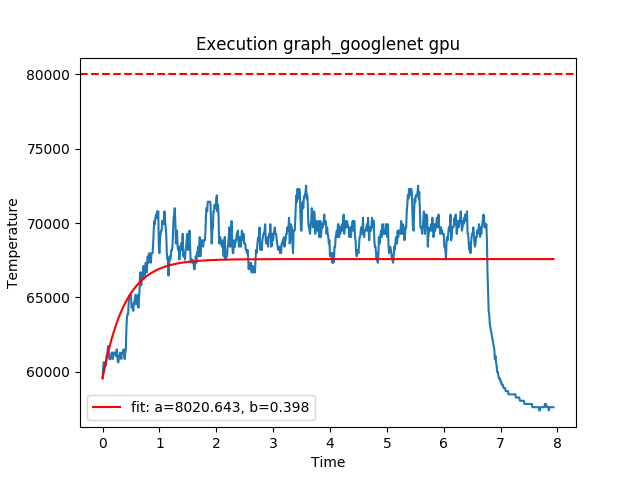 Execution graph_googlenet gpu
80000
75000
70000
65000
60000
Temperature
fit: a=8020.643, b=0.398
0 1 2 3 4 5 6 7 8
Time